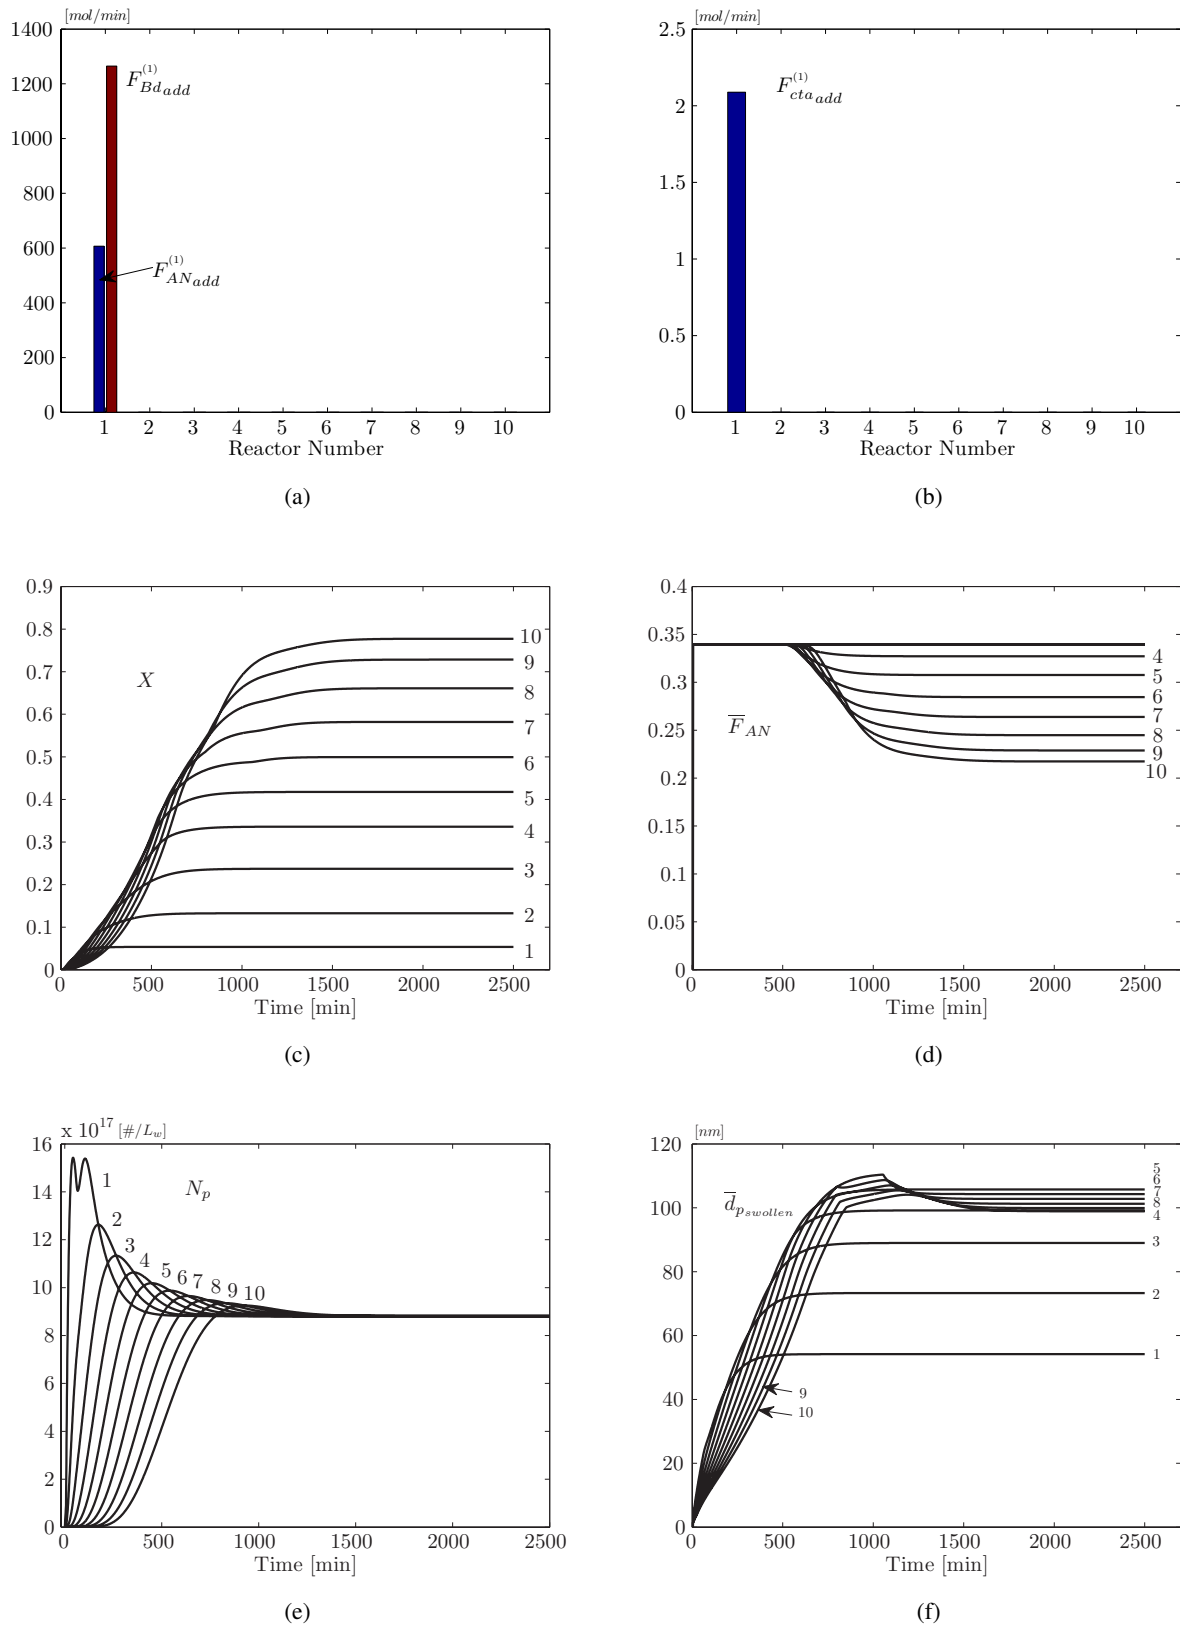 [mol/min]
1400
1200
1000
800
600
400
200
0
F_{Bd_{add}}^{(1)}
F_{AN_{add}}^{(1)}
1 2 3 4 5 6 7 8 9 10
Reactor Number
(a)
[mol/min]
2.5
2
1.5
1
0.5
0
F_{cta_{add}}^{(1)}
1 2 3 4 5 6 7 8 9 10
Reactor Number
(b)
0.9
0.8
0.7
0.6
0.5
0.4
0.3
0.2
0.1
0
X
10
9
8
7
6
5
4
3
2
1
0 500 1000 1500 2000 2500
Time [min]
(c)
0.4
0.35
0.3
0.25
0.2
0.15
0.1
0.05
0
F̅_{AN}
4
5
6
7
8
9
10
0 500 1000 1500 2000 2500
Time [min]
(d)
x 10^{17} [#/L_w]
16
14
12
10
8
6
4
2
0
N_p
1
2
3
4
5
6
7
8
9
10
0 500 1000 1500 2000 2500
Time [min]
(e)
[nm]
120
100
80
60
40
20
0
d̅_{p_{swollen}}
5
6
7
8
4
3
2
1
9
10
0 500 1000 1500 2000 2500
Time [min]
(f)